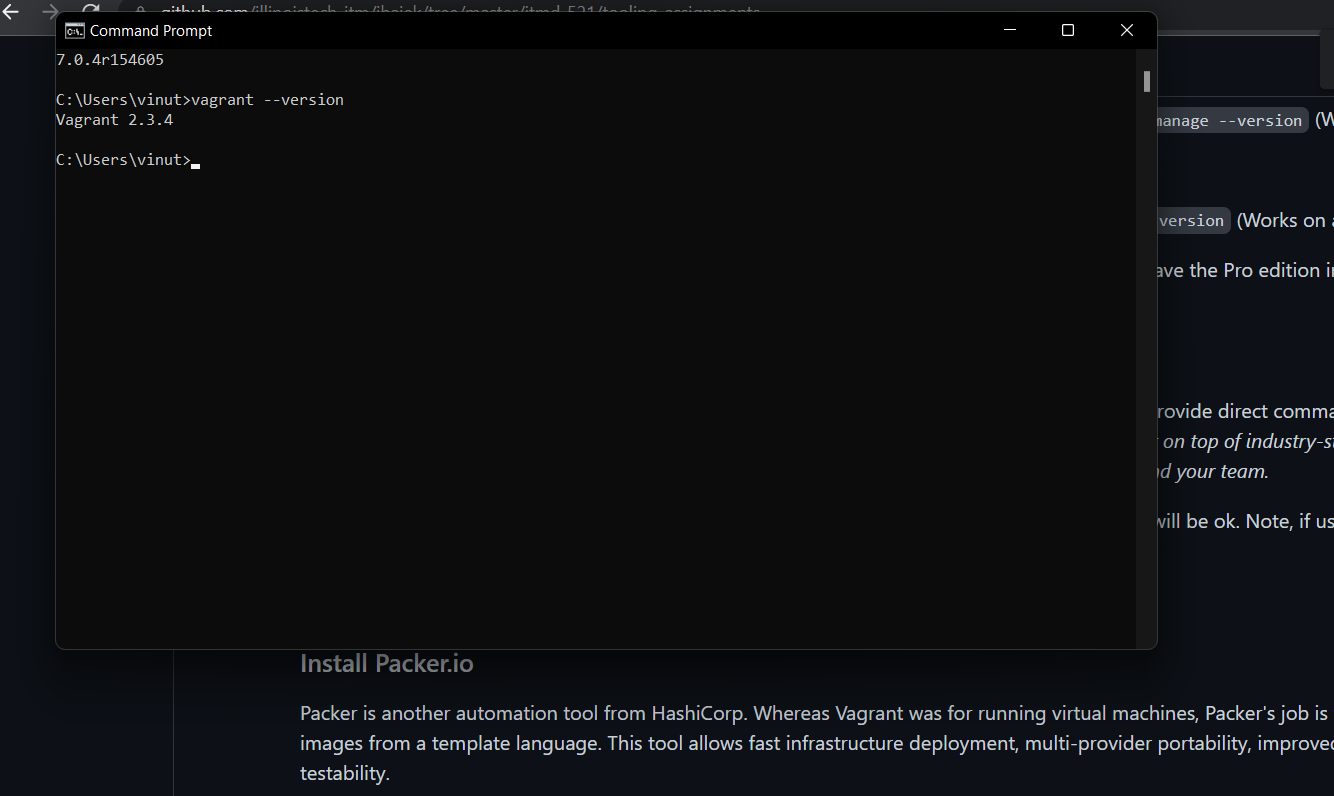 github.com/illinoistech-itm/jhajek/tree/master/itmd-521/tooling-assignments
Command Prompt
7.0.4r154605
C:\Users\vinut>vagrant --version
Vagrant 2.3.4
C:\Users\vinut>
manage --version (W
version (Works on a
ave the Pro edition in
rovide direct comma
t on top of industry-st
nd your team.
will be ok. Note, if us
Install Packer.io
Packer is another automation tool from HashiCorp. Whereas Vagrant was for running virtual machines, Packer's job is
images from a template language. This tool allows fast infrastructure deployment, multi-provider portability, improved
testability.